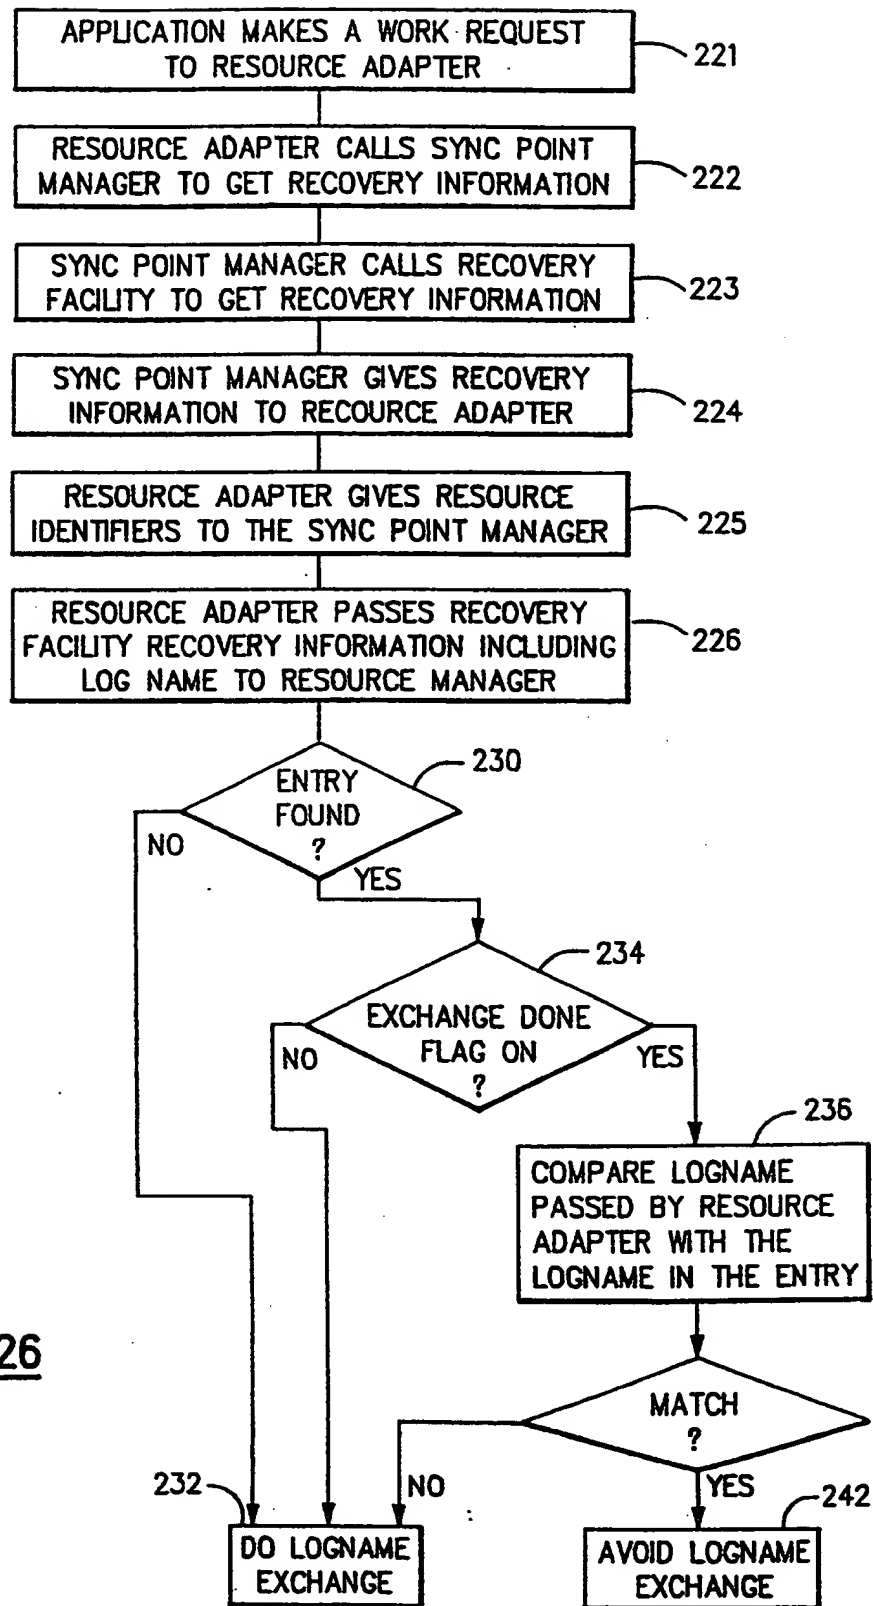 APPLICATION MAKES A WORK REQUEST
TO RESOURCE ADAPTER
221
RESOURCE ADAPTER CALLS SYNC POINT
MANAGER TO GET RECOVERY INFORMATION
222
SYNC POINT MANAGER CALLS RECOVERY
FACILITY TO GET RECOVERY INFORMATION
223
SYNC POINT MANAGER GIVES RECOVERY
INFORMATION TO RECOURCE ADAPTER
224
RESOURCE ADAPTER GIVES RESOURCE
IDENTIFIERS TO THE SYNC POINT MANAGER
225
RESOURCE ADAPTER PASSES RECOVERY
FACILITY RECOVERY INFORMATION INCLUDING
LOG NAME TO RESOURCE MANAGER
226
230
ENTRY
FOUND
?
NO
YES
234
EXCHANGE DONE
FLAG ON
?
NO
YES
236
COMPARE LOGNAME
PASSED BY RESOURCE
ADAPTER WITH THE
LOGNAME IN THE ENTRY
26
MATCH
?
NO
YES
232
DO LOGNAME
EXCHANGE
242
AVOID LOGNAME
EXCHANGE